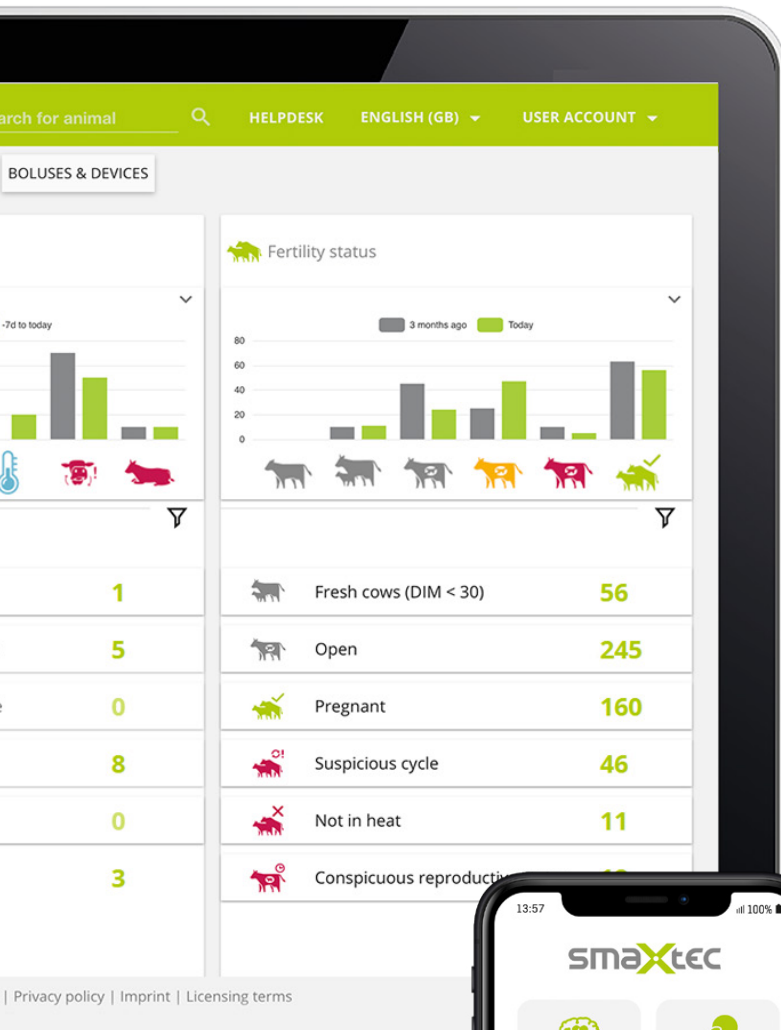 arch for animal
HELPDESK
ENGLISH (GB)
USER ACCOUNT
BOLUSES & DEVICES
Fertility status
-7d to today
3 months ago
Today
80
60
40
20
0
1
5
0
8
0
3
Fresh cows (DIM < 30) 56
Open 245
Pregnant 160
Suspicious cycle 46
Not in heat 11
Conspicuous reproductiv
13:57
100%
smaXtec
| Privacy policy | Imprint | Licensing terms